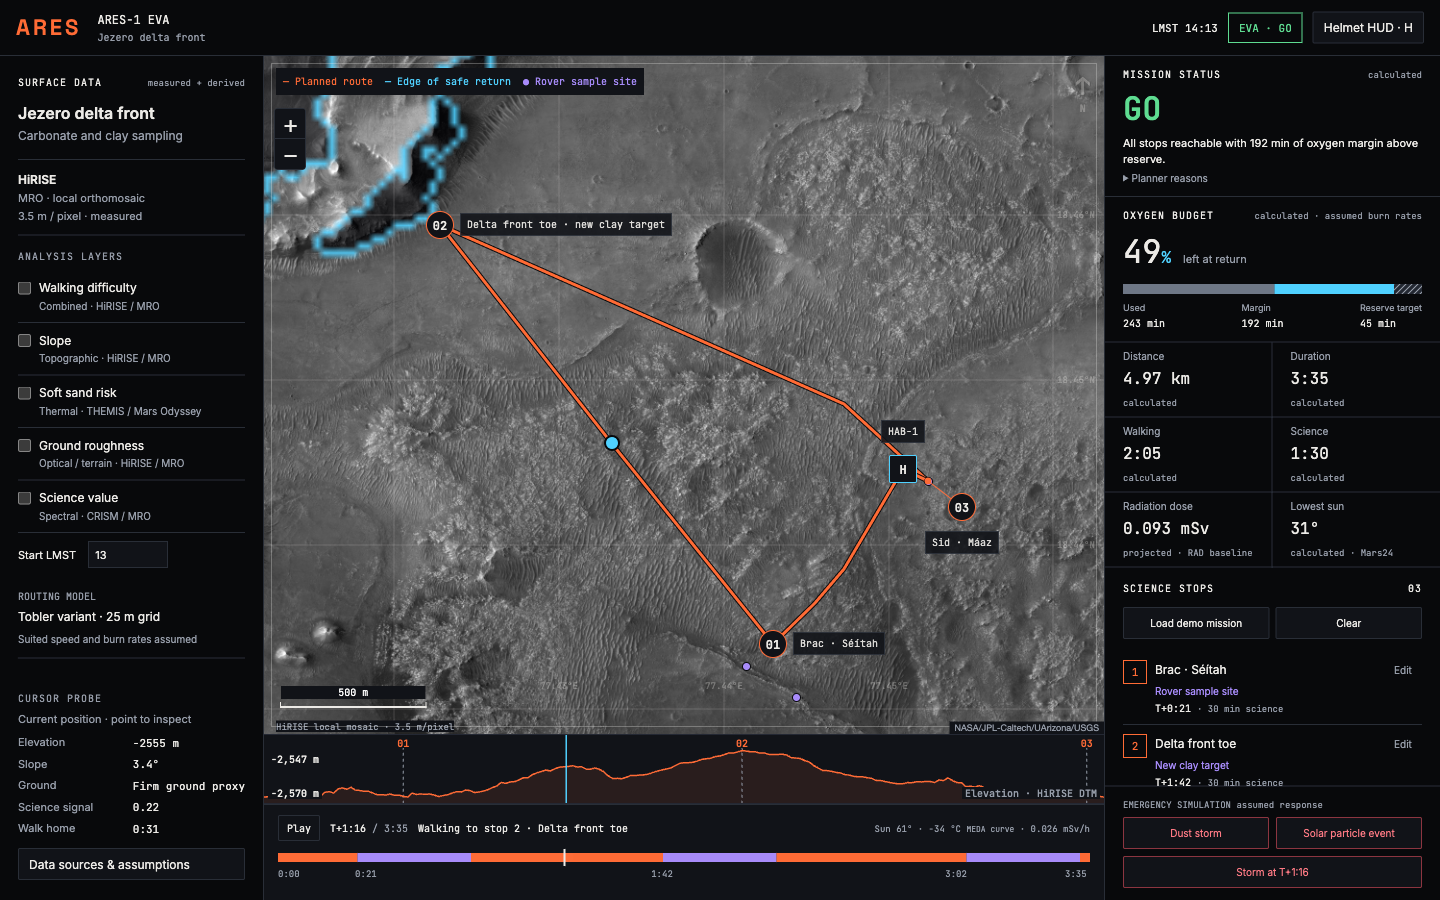 ARES
ARES-1 EVA
Jezero delta front
LMST 14:13
EVA · GO
Helmet HUD · H
SURFACE DATA
measured + derived
Jezero delta front
Carbonate and clay sampling
HiRISE
MRO · local orthomosaic
3.5 m / pixel · measured
ANALYSIS LAYERS
Walking difficulty
Combined · HiRISE / MRO
Slope
Topographic · HiRISE / MRO
Soft sand risk
Thermal · THEMIS / Mars Odyssey
Ground roughness
Optical / terrain · HiRISE / MRO
Science value
Spectral · CRISM / MRO
Start LMST 13
ROUTING MODEL
Tobler variant · 25 m grid
Suited speed and burn rates assumed
CURSOR PROBE
Current position · point to inspect
Elevation -2555 m
Slope 3.4°
Ground Firm ground proxy
Science signal 0.22
Walk home 0:31
Data sources & assumptions
Planned route
Edge of safe return
Rover sample site
+
−
N
02
Delta front toe · new clay target
18.46°N
18.45°N
HAB-1
H
03
Sid · Máaz
01
Brac · Séítah
77.43°E
77.44°E
77.45°E
500 m
HiRISE local mosaic · 3.5 m/pixel
NASA/JPL-Caltech/UArizona/USGS
01
02
03
-2,547 m
-2,570 m
Elevation · HiRISE DTM
Play
T+1:16 / 3:35
Walking to stop 2 · Delta front toe
Sun 61° · -34 °C MEDA curve · 0.026 mSv/h
0:00
0:21
1:42
3:02
3:35
MISSION STATUS
calculated
GO
All stops reachable with 192 min of oxygen margin above
reserve.
Planner reasons
OXYGEN BUDGET
calculated · assumed burn rates
49%
left at return
Used
243 min
Margin
192 min
Reserve target
45 min
Distance
4.97 km
calculated
Duration
3:35
calculated
Walking
2:05
calculated
Science
1:30
calculated
Radiation dose
0.093 mSv
projected · RAD baseline
Lowest sun
31°
calculated · Mars24
SCIENCE STOPS
03
Load demo mission
Clear
1
Brac · Séítah
Edit
Rover sample site
T+0:21 · 30 min science
2
Delta front toe
Edit
New clay target
T+1:42 · 30 min science
EMERGENCY SIMULATION assumed response
Dust storm
Solar particle event
Storm at T+1:16